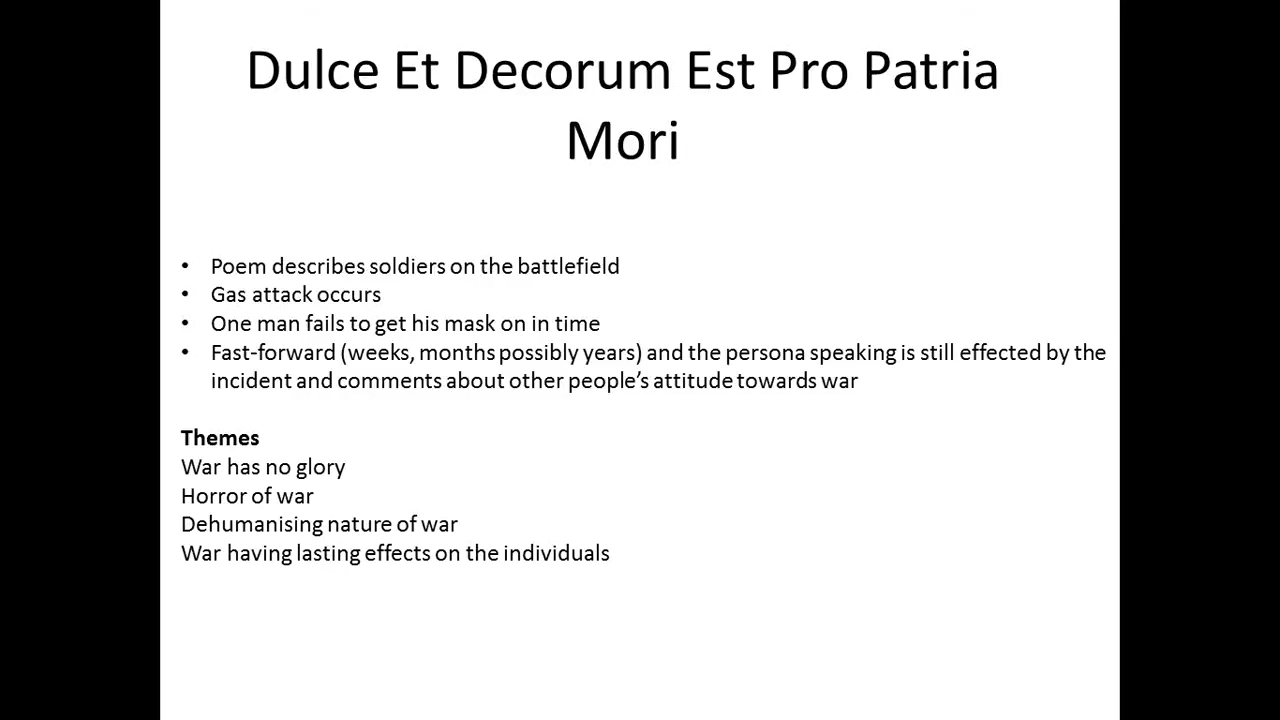 Dulce Et Decorum Est Pro Patria
Mori
• Poem describes soldiers on the battlefield
• Gas attack occurs
• One man fails to get his mask on in time
• Fast-forward (weeks, months possibly years) and the persona speaking is still effected by the
incident and comments about other people’s attitude towards war
Themes
War has no glory
Horror of war
Dehumanising nature of war
War having lasting effects on the individuals